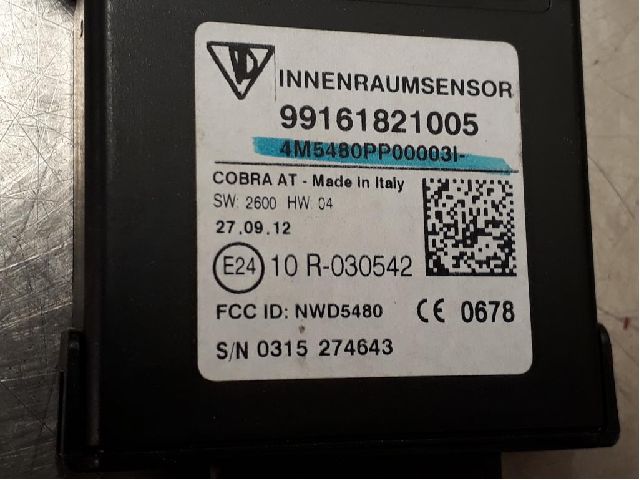 INNENRAUMSENSOR
99161821005
4M5480PP00003I-
COBRA AT - Made in Italy
SW: 2600 HW: 04
27.09.12
E24 10 R-030542
FCC ID: NWD5480 CE 0678
S/N 0315 274643